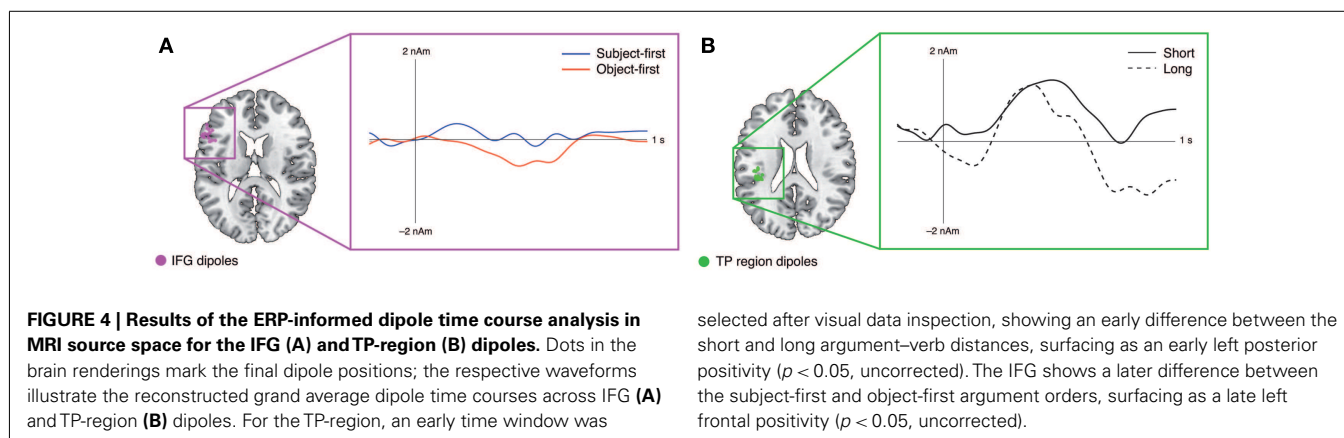 A
2 nAm
Subject-first
Object-first
1 s
−2 nAm
IFG dipoles
B
2 nAm
Short
Long
1 s
−2 nAm
TP region dipoles
FIGURE 4 | Results of the ERP-informed dipole time course analysis in
MRI source space for the IFG (A) and TP-region (B) dipoles. Dots in the
brain renderings mark the final dipole positions; the respective waveforms
illustrate the reconstructed grand average dipole time courses across IFG (A)
and TP-region (B) dipoles. For the TP-region, an early time window was
selected after visual data inspection, showing an early difference between the
short and long argument–verb distances, surfacing as an early left posterior
positivity (p < 0.05, uncorrected). The IFG shows a later difference between
the subject-first and object-first argument orders, surfacing as a late left
frontal positivity (p < 0.05, uncorrected).